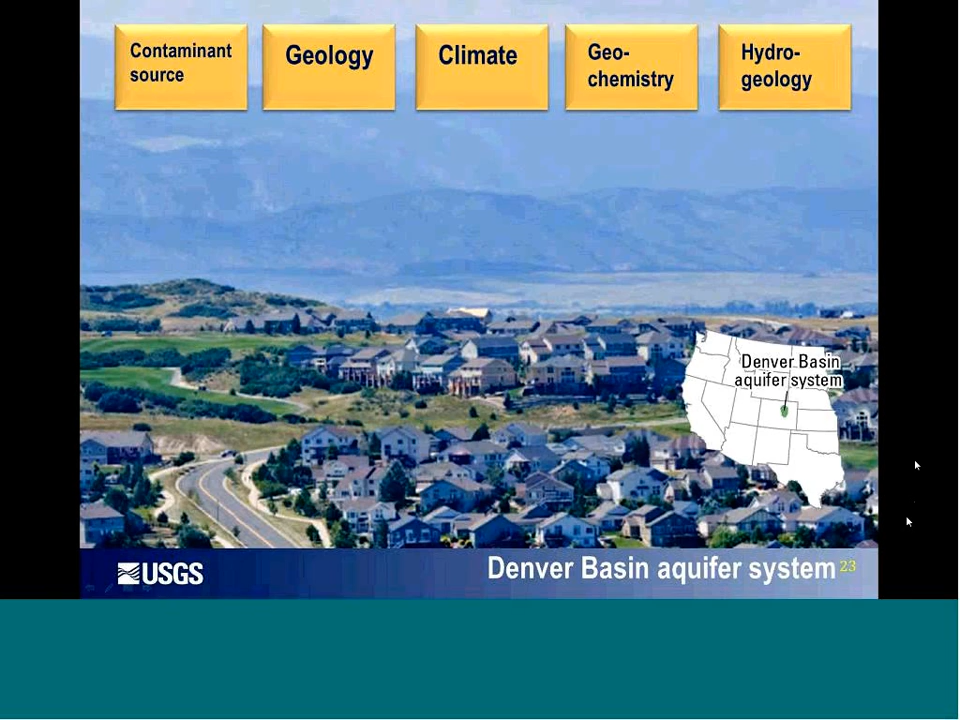 Contaminant
source
Geology
Climate
Geo-
chemistry
Hydro-
geology
Denver Basin
aquifer system
USGS
Denver Basin aquifer system 23